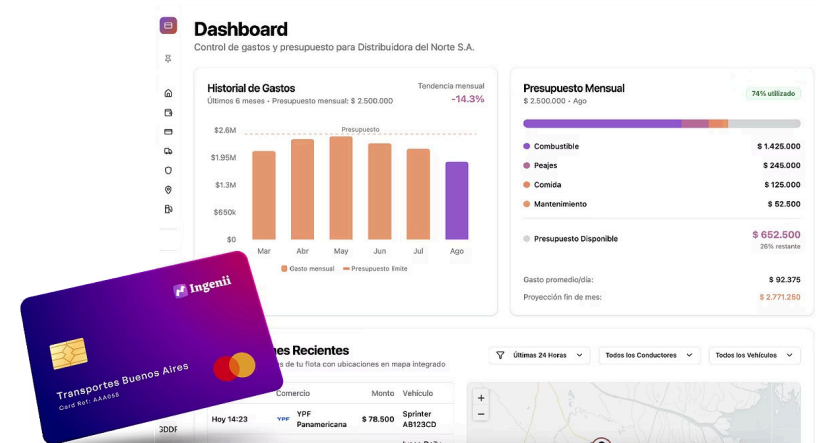 Dashboard
Control de gastos y presupuesto para Distribuidora del Norte S.A.
Historial de Gastos
Últimos 6 meses • Presupuesto mensual: $ 2.500.000
Tendencia mensual
-14.3%
$2.6M
Presupuesto
$1.95M
$1.3M
$650k
$0
Mar Abr May Jun Jul Ago
Gasto mensual Presupuesto límite
Presupuesto Mensual
$ 2.500.000 • Ago
74% utilizado
Combustible $ 1.425.000
Peajes $ 245.000
Comida $ 125.000
Mantenimiento $ 52.500
Presupuesto Disponible $ 652.500
26% restante
Gasto promedio/día: $ 92.375
Proyección fin de mes: $ 2.771.250
Ingenii
Transportes Buenos Aires
Card Ref: AAA058
es Recientes
de tu flota con ubicaciones en mapa integrado
Últimas 24 Horas
Todos los Conductores
Todos los Vehículos
Comercio Monto Vehículo
Hoy 14:23 YPF YPF Panamericana $ 78.500 Sprinter AB123CD
+
−